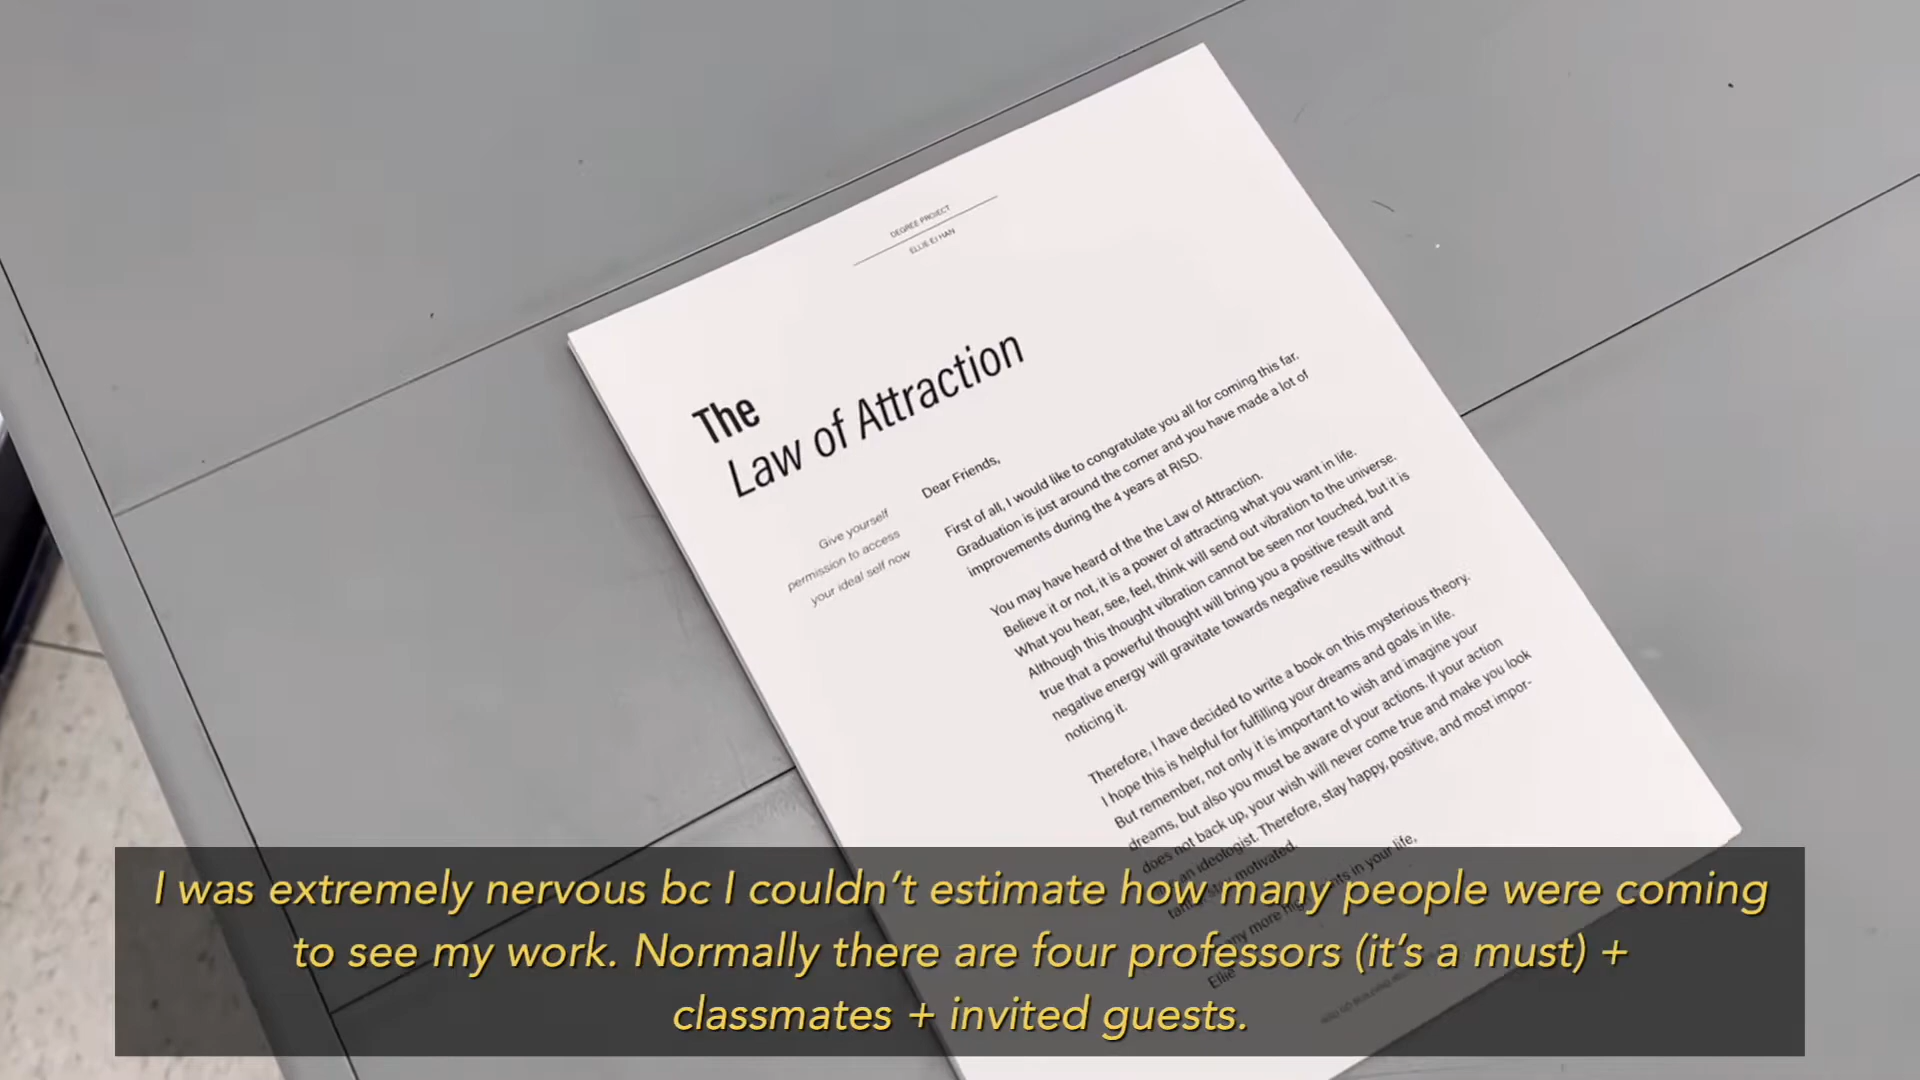 DEGREE PROJECT
ELLIE EJ HAN
The
Law of Attraction
Give yourself
permission to access
your ideal self now
Dear Friends,
First of all, I would like to congratulate you all for coming this far.
Graduation is just around the corner and you have made a lot of
improvements during the 4 years at RISD.
You may have heard of the the Law of Attraction.
Believe it or not, it is a power of attracting what you want in life.
What you hear, see, feel, think will send out vibration to the universe.
Although this thought vibration cannot be seen nor touched, but it is
true that a powerful thought will bring you a positive result and
negative energy will gravitate towards negative results without
noticing it.
Therefore, I have decided to write a book on this mysterious theory.
I hope this is helpful for fulfilling your dreams and goals in life.
But remember, not only it is important to wish and imagine your
dreams, but also you must be aware of your actions. If your action
does not back up, your wish will never come true and make you look
an ideologist. Therefore, stay happy, positive, and most impor-
stay motivated.
more in your life,
Ellie
I was extremely nervous bc I couldn't estimate how many people were coming
to see my work. Normally there are four professors (it's a must) +
classmates + invited guests.